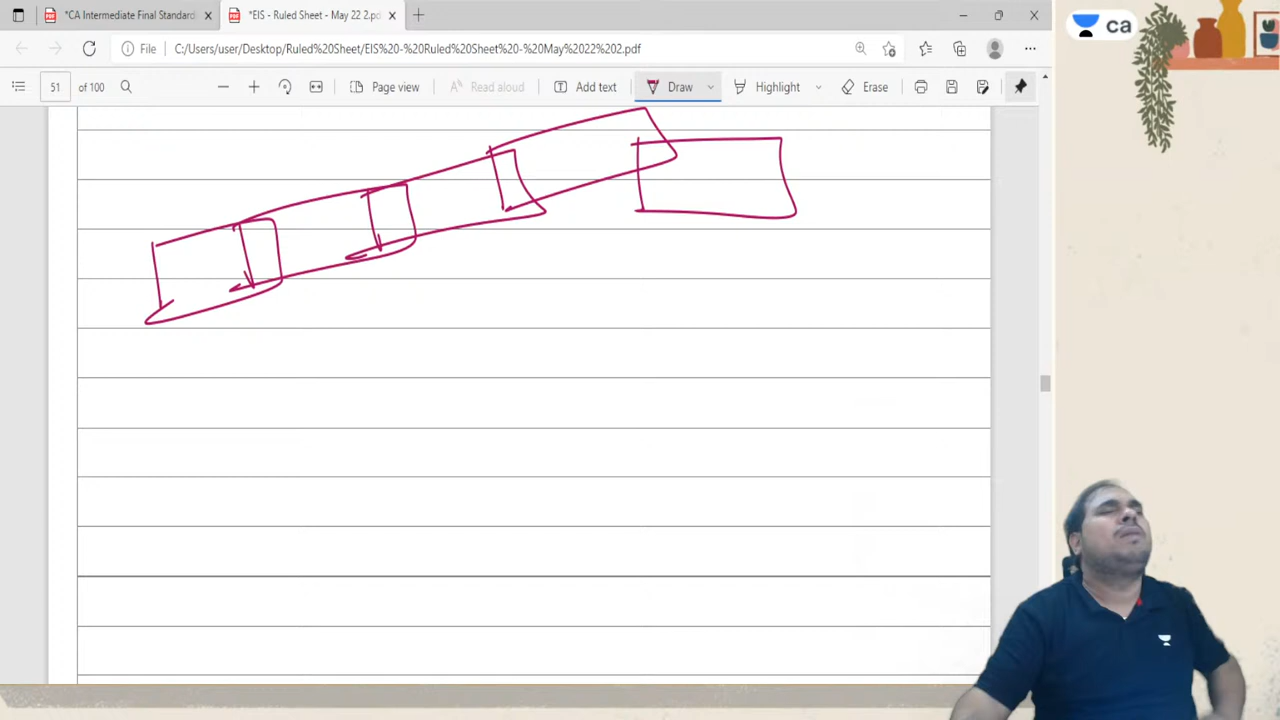 *CA Intermediate Final Standard
*EIS - Ruled Sheet - May 22 2.pd
File
C:/Users/user/Desktop/Ruled%20Sheet/EIS%20-%20Ruled%20Sheet%20-%20May%2022%202.pdf
51 of 100
Page view
Read aloud
Add text
Draw
Highlight
Erase
ca